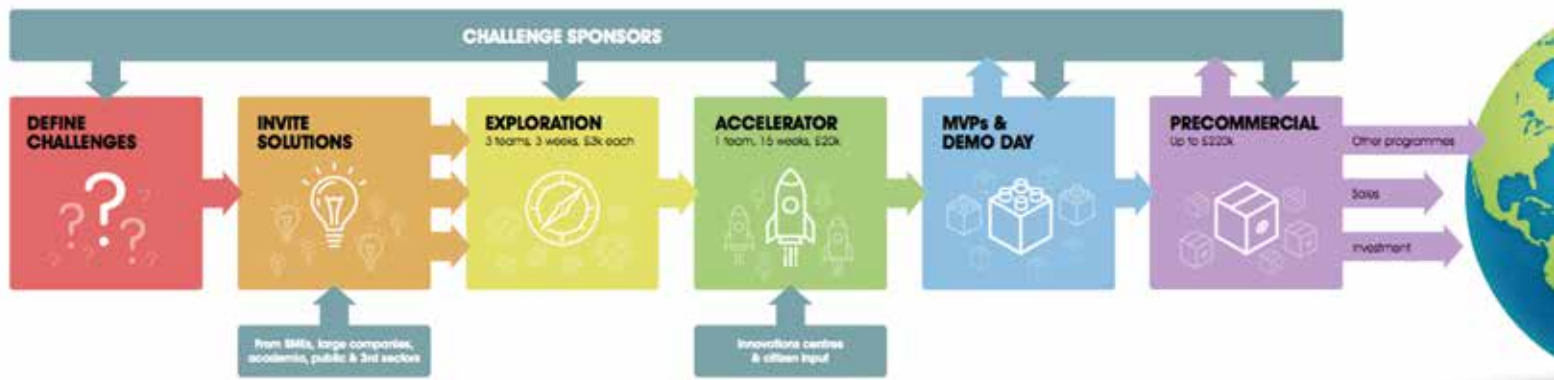 CHALLENGE SPONSORS
DEFINE
CHALLENGES
INVITE
SOLUTIONS
EXPLORATION
3 teams, 3 weeks, £3k each
ACCELERATOR
1 team, 15 weeks, £20k
MVPs &
DEMO DAY
PRECOMMERCIAL
Up to £220k
Other programmes
Sales
Investment
From SMEs, large companies,
academia, public & 3rd sectors
Innovations centres
& citizen input